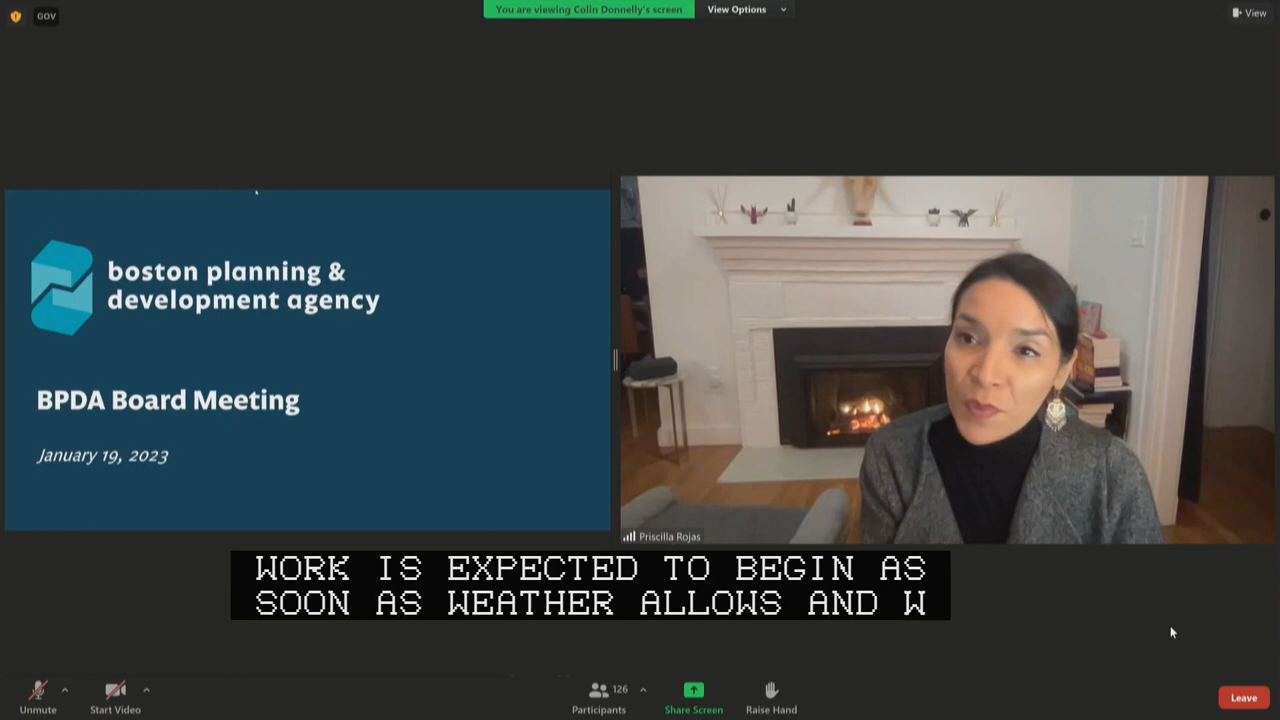 GOV
You are viewing Colin Donnelly's screen
View Options
View
boston planning &
development agency
BPDA Board Meeting
January 19, 2023
Priscilla Rojas
WORK IS EXPECTED TO BEGIN AS
SOON AS WEATHER ALLOWS AND W
Unmute
Start Video
126
Participants
Share Screen
Raise Hand
Leave